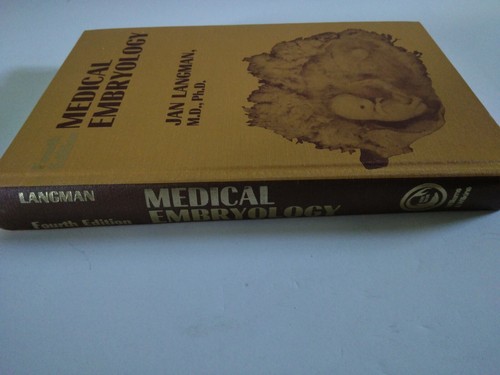 MEDICAL
EMBRYOLOGY
JAN LANGMAN,
M.D., Ph.D.
LANGMAN
Fourth Edition
MEDICAL
EMBRYOLOGY